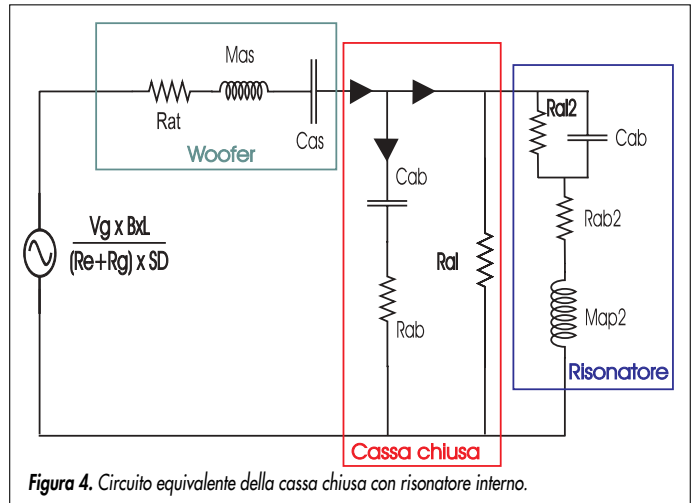 Mas
Rat
Cas
Woofer
Vg x BxL
(Re+Rg) x SD
Cab
Rab
Ral
Cassa chiusa
Ral2
Cab
Rab2
Map2
Risonatore
Figura 4. Circuito equivalente della cassa chiusa con risonatore interno.